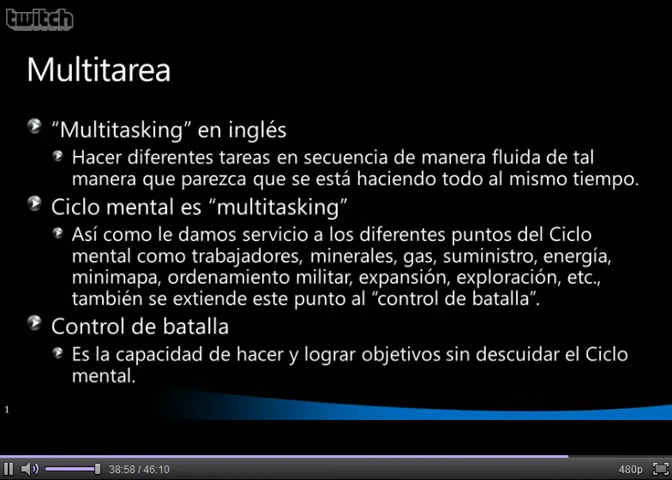 twitch
Multitarea
“Multitasking” en inglés
Hacer diferentes tareas en secuencia de manera fluida de tal
manera que parezca que se está haciendo todo al mismo tiempo.
Ciclo mental es “multitasking”
Así como le damos servicio a los diferentes puntos del Ciclo
mental como trabajadores, minerales, gas, suministro, energía,
minimapa, ordenamiento militar, expansión, exploración, etc.,
también se extiende este punto al “control de batalla”.
Control de batalla
Es la capacidad de hacer y lograr objetivos sin descuidar el Ciclo
mental.
1
38:58 / 46:10 480p